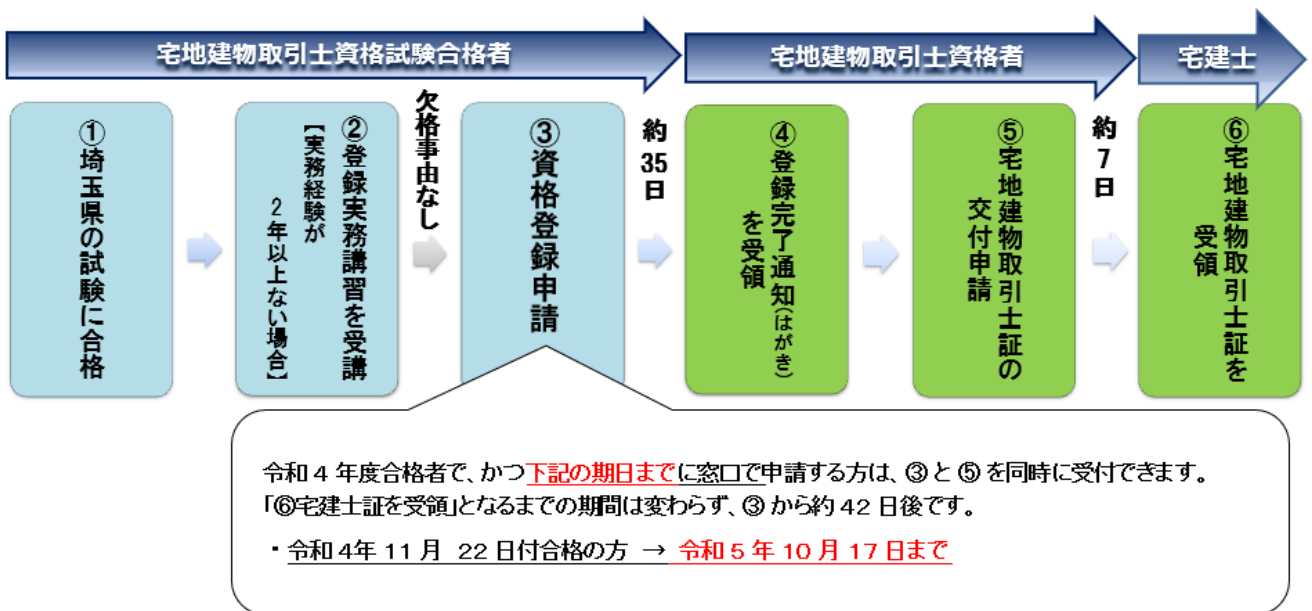 宅地建物取引士資格試験合格者
宅地建物取引士資格者
宅建士
①埼玉県の試験に合格
②登録実務講習を受講
【実務経験が
2年以上ない場合】
欠格事由なし
③資格登録申請
約35日
④登録完了通知(はがき)
を受領
⑤宅地建物取引士証の
交付申請
約7日
⑥宅地建物取引士証を
受領
令和4年度合格者で、かつ下記の期日までに窓口で申請する方は、③と⑤を同時に受付できます。
「⑥宅建士証を受領」となるまでの期間は変わらず、③から約42日後です。
・令和4年11月 22日付合格の方 → 令和5年10月17日まで